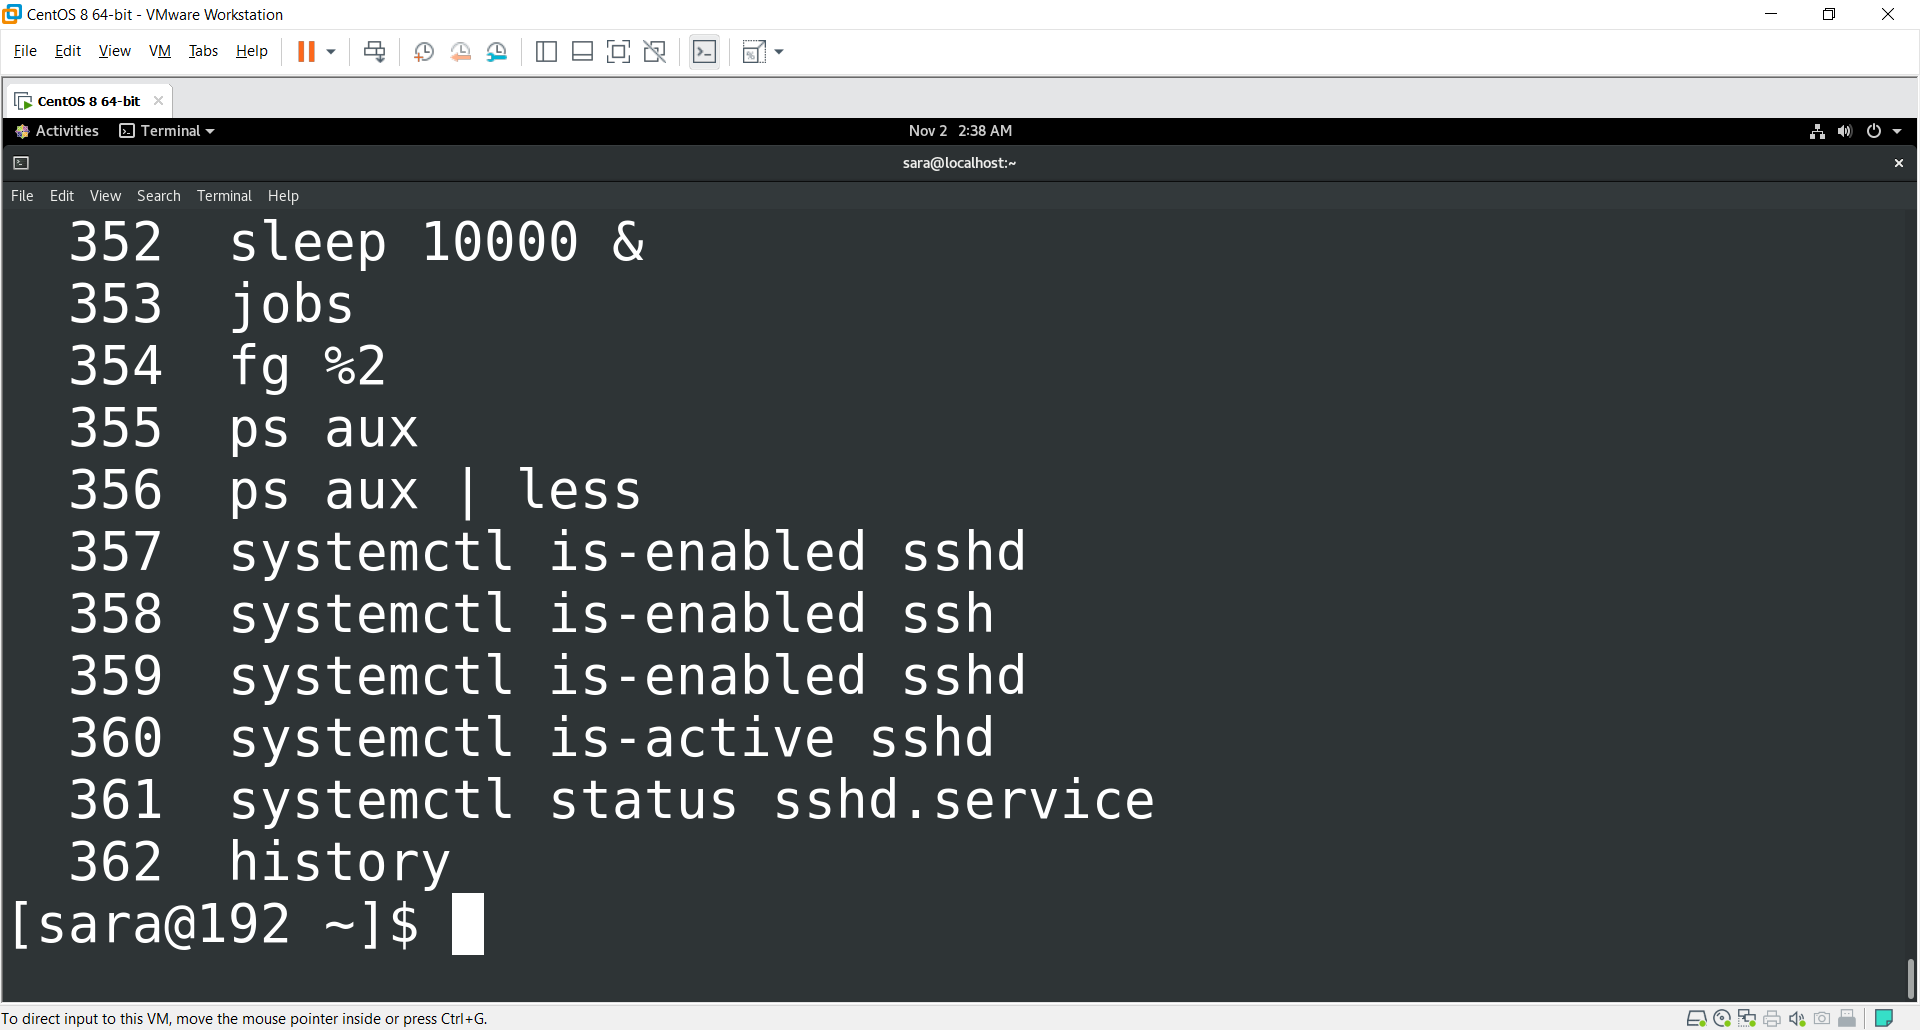 CentOS 8 64-bit - VMware Workstation
File Edit View VM Tabs Help
CentOS 8 64-bit
Activities Terminal Nov 2 2:38 AM
sara@localhost:~
File Edit View Search Terminal Help
352 sleep 10000 &
353 jobs
354 fg %2
355 ps aux
356 ps aux | less
357 systemctl is-enabled sshd
358 systemctl is-enabled ssh
359 systemctl is-enabled sshd
360 systemctl is-active sshd
361 systemctl status sshd.service
362 history
[sara@192 ~]$
To direct input to this VM, move the mouse pointer inside or press Ctrl+G.